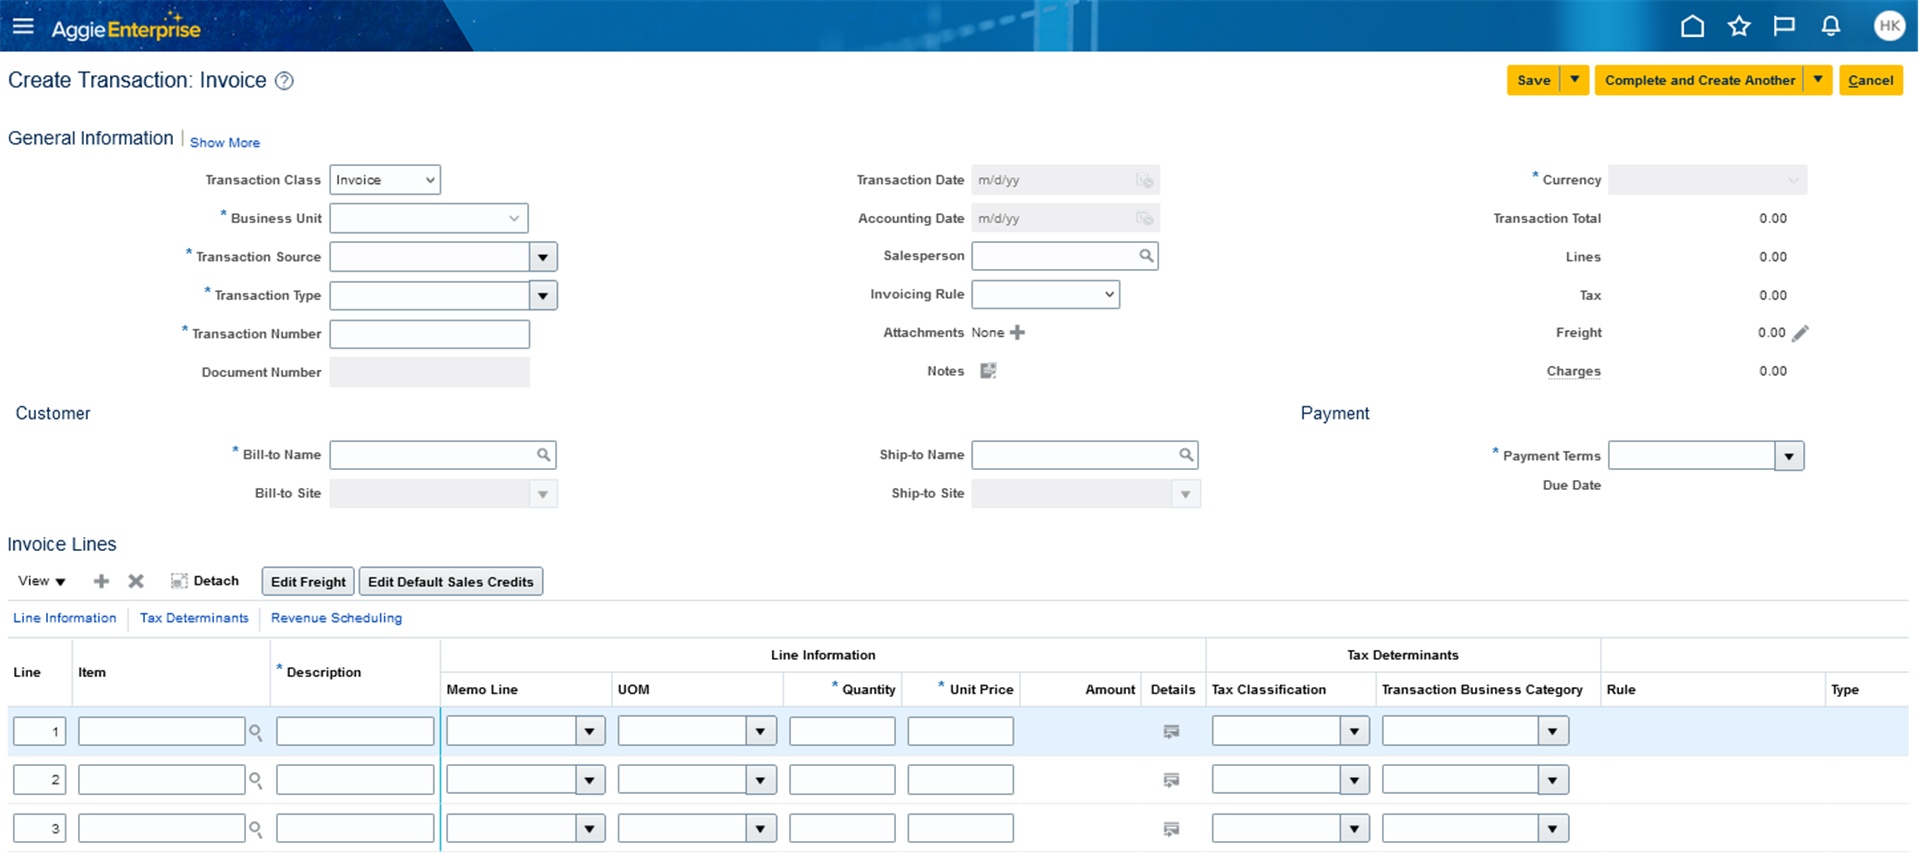 AggieEnterprise
HK
Create Transaction: Invoice ?
Save
Complete and Create Another
Cancel
General Information | Show More
Transaction Class Invoice
* Business Unit
* Transaction Source
* Transaction Type
* Transaction Number
Document Number
Transaction Date m/d/yy
Accounting Date m/d/yy
Salesperson
Invoicing Rule
Attachments None
Notes
* Currency
Transaction Total 0.00
Lines 0.00
Tax 0.00
Freight 0.00
Charges 0.00
Customer
* Bill-to Name
Bill-to Site
Ship-to Name
Ship-to Site
Payment
* Payment Terms
Due Date
Invoice Lines
View
Detach
Edit Freight
Edit Default Sales Credits
Line Information
Tax Determinants
Revenue Scheduling
Line Information Tax Determinants
Line Item * Description Memo Line UOM * Quantity * Unit Price Amount Details Tax Classification Transaction Business Category Rule Type
1
2
3